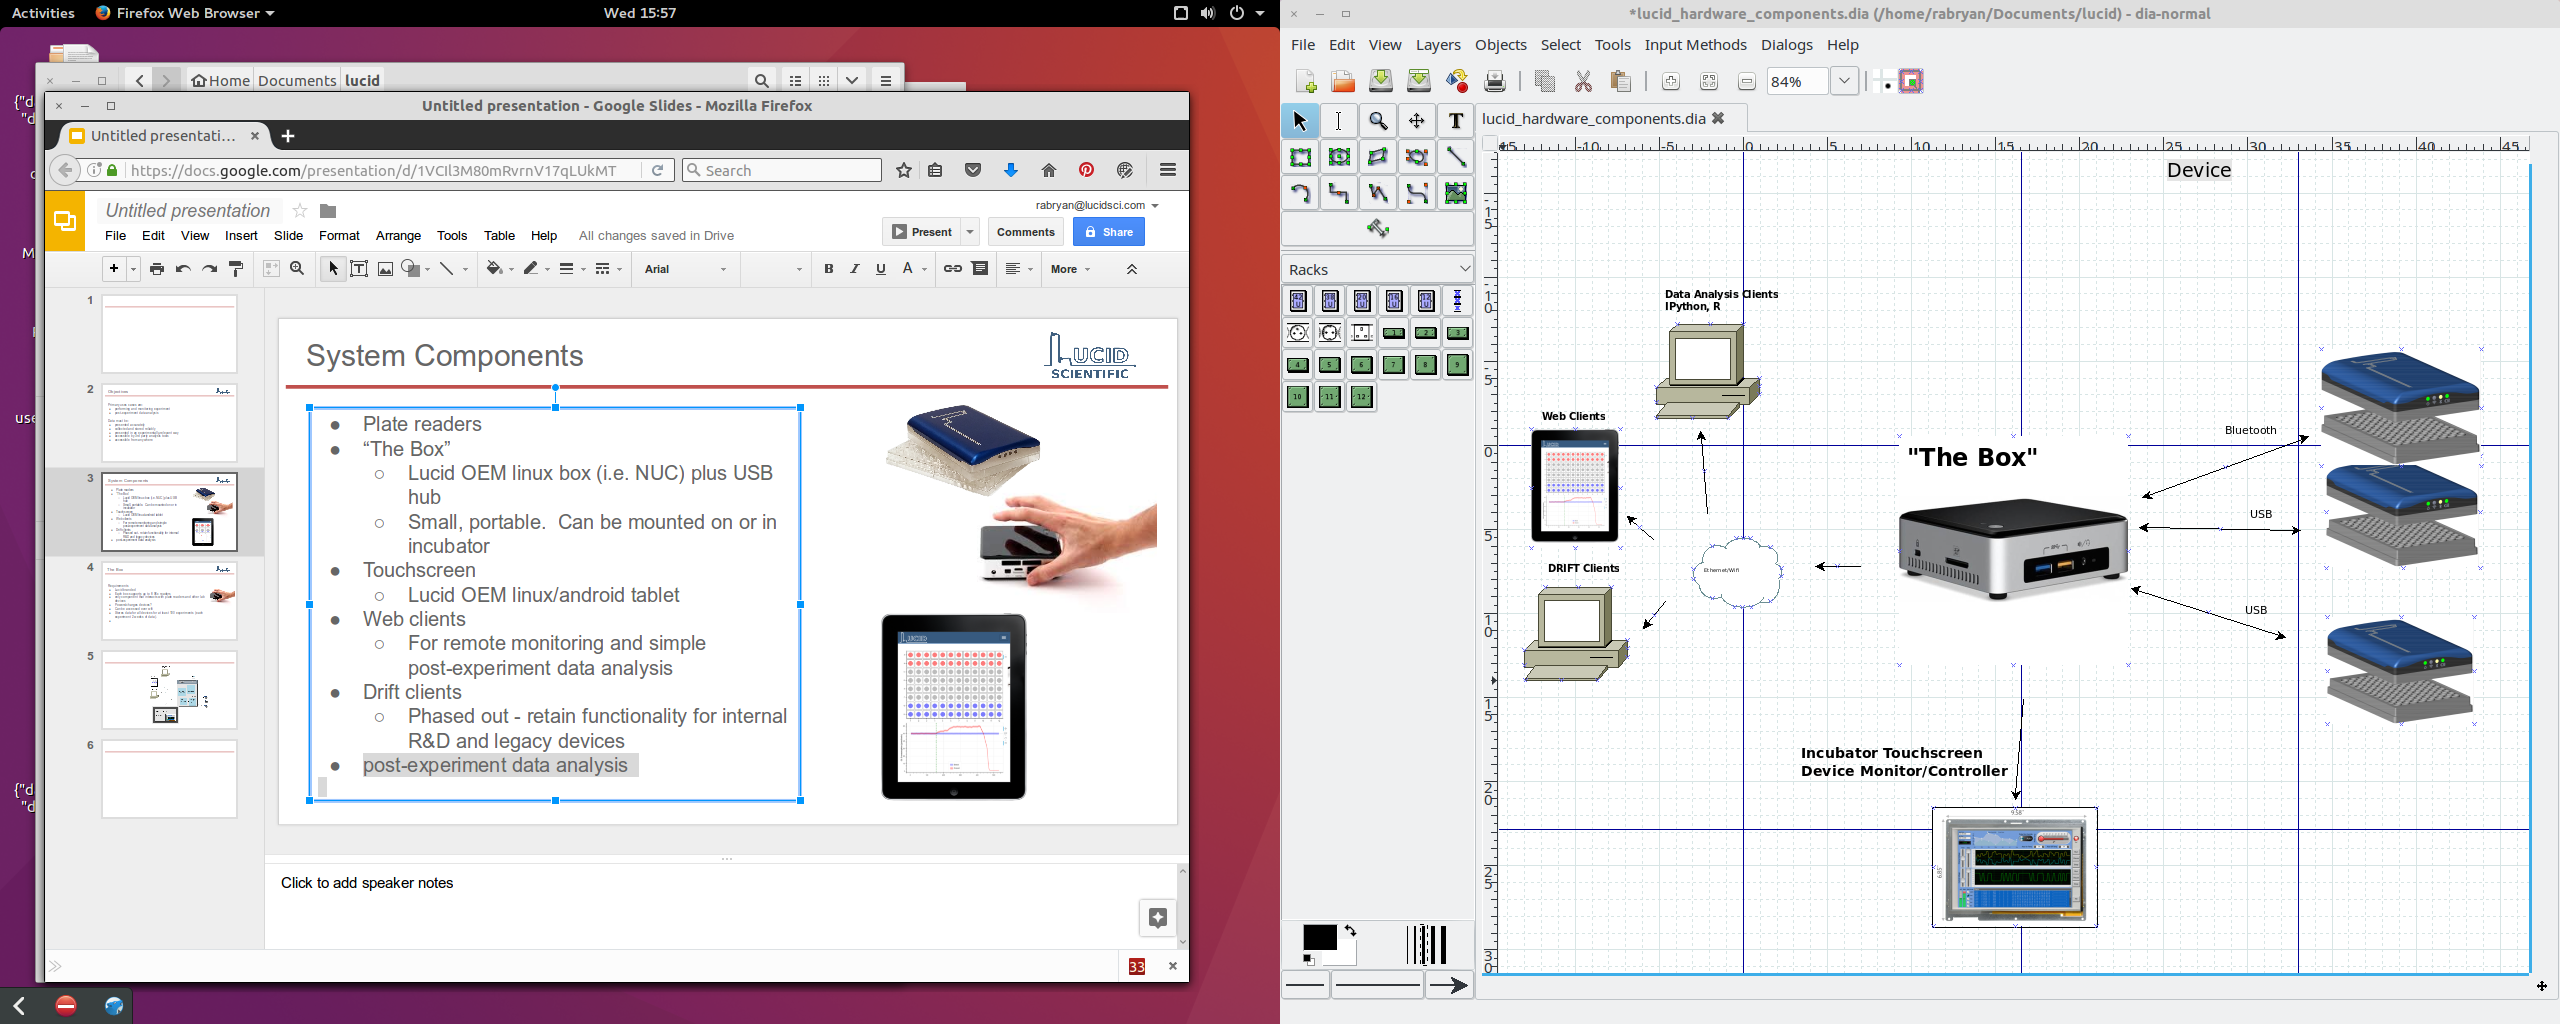 Activities
Firefox Web Browser
Wed 15:57
Home
Documents
lucid
Untitled presentation - Google Slides - Mozilla Firefox
Untitled presentati...
https://docs.google.com/presentation/d/1VCIl3M80mRvrnV17qLUkMT
Search
Untitled presentation
rabryan@lucidsci.com
File Edit View Insert Slide Format Arrange Tools Table Help
All changes saved in Drive
Present
Comments
Share
Arial
B I U A
More
1
2
3
4
5
6
System Components
LUCID
SCIENTIFIC
● Plate readers
● “The Box”
○ Lucid OEM linux box (i.e. NUC) plus USB
hub
○ Small, portable. Can be mounted on or in
incubator
● Touchscreen
○ Lucid OEM linux/android tablet
● Web clients
○ For remote monitoring and simple
post-experiment data analysis
● Drift clients
○ Phased out - retain functionality for internal
R&D and legacy devices
● post-experiment data analysis
Click to add speaker notes
33
*lucid_hardware_components.dia (/home/rabryan/Documents/lucid) - dia-normal
File Edit View Layers Objects Select Tools Input Methods Dialogs Help
84%
lucid_hardware_components.dia
Racks
Device
Data Analysis Clients
IPython, R
Web Clients
DRIFT Clients
Ethernet/Wifi
"The Box"
Bluetooth
USB
USB
Incubator Touchscreen
Device Monitor/Controller